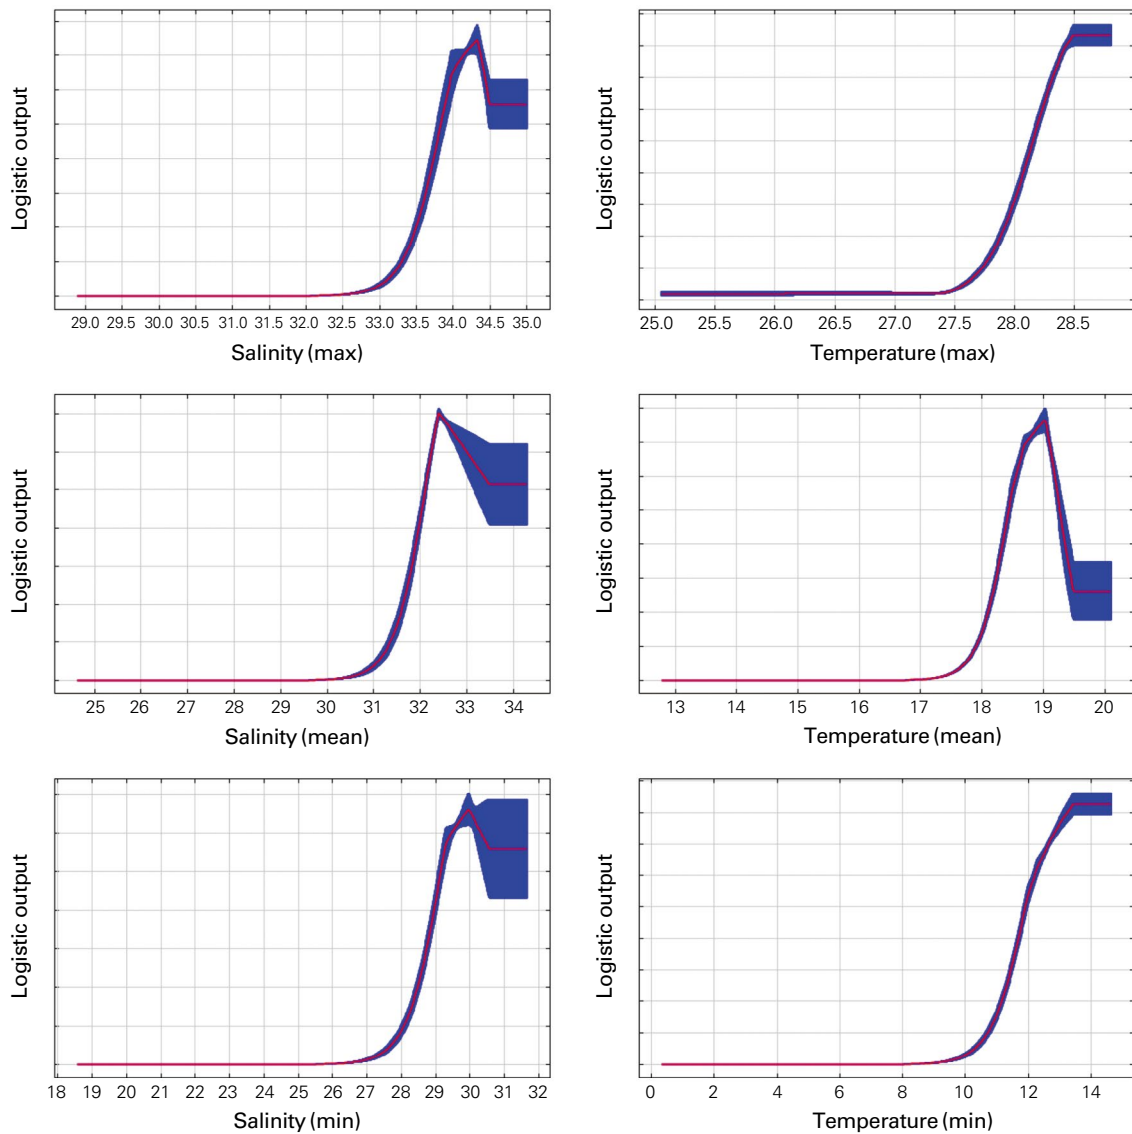 Logistic output
29.0 29.5 30.0 30.5 31.0 31.5 32.0 32.5 33.0 33.5 34.0 34.5 35.0
Salinity (max)
Logistic output
25.0 25.5 26.0 26.5 27.0 27.5 28.0 28.5
Temperature (max)
Logistic output
25 26 27 28 29 30 31 32 33 34
Salinity (mean)
Logistic output
13 14 15 16 17 18 19 20
Temperature (mean)
Logistic output
18 19 20 21 22 23 24 25 26 27 28 29 30 31 32
Salinity (min)
Logistic output
0 2 4 6 8 10 12 14
Temperature (min)